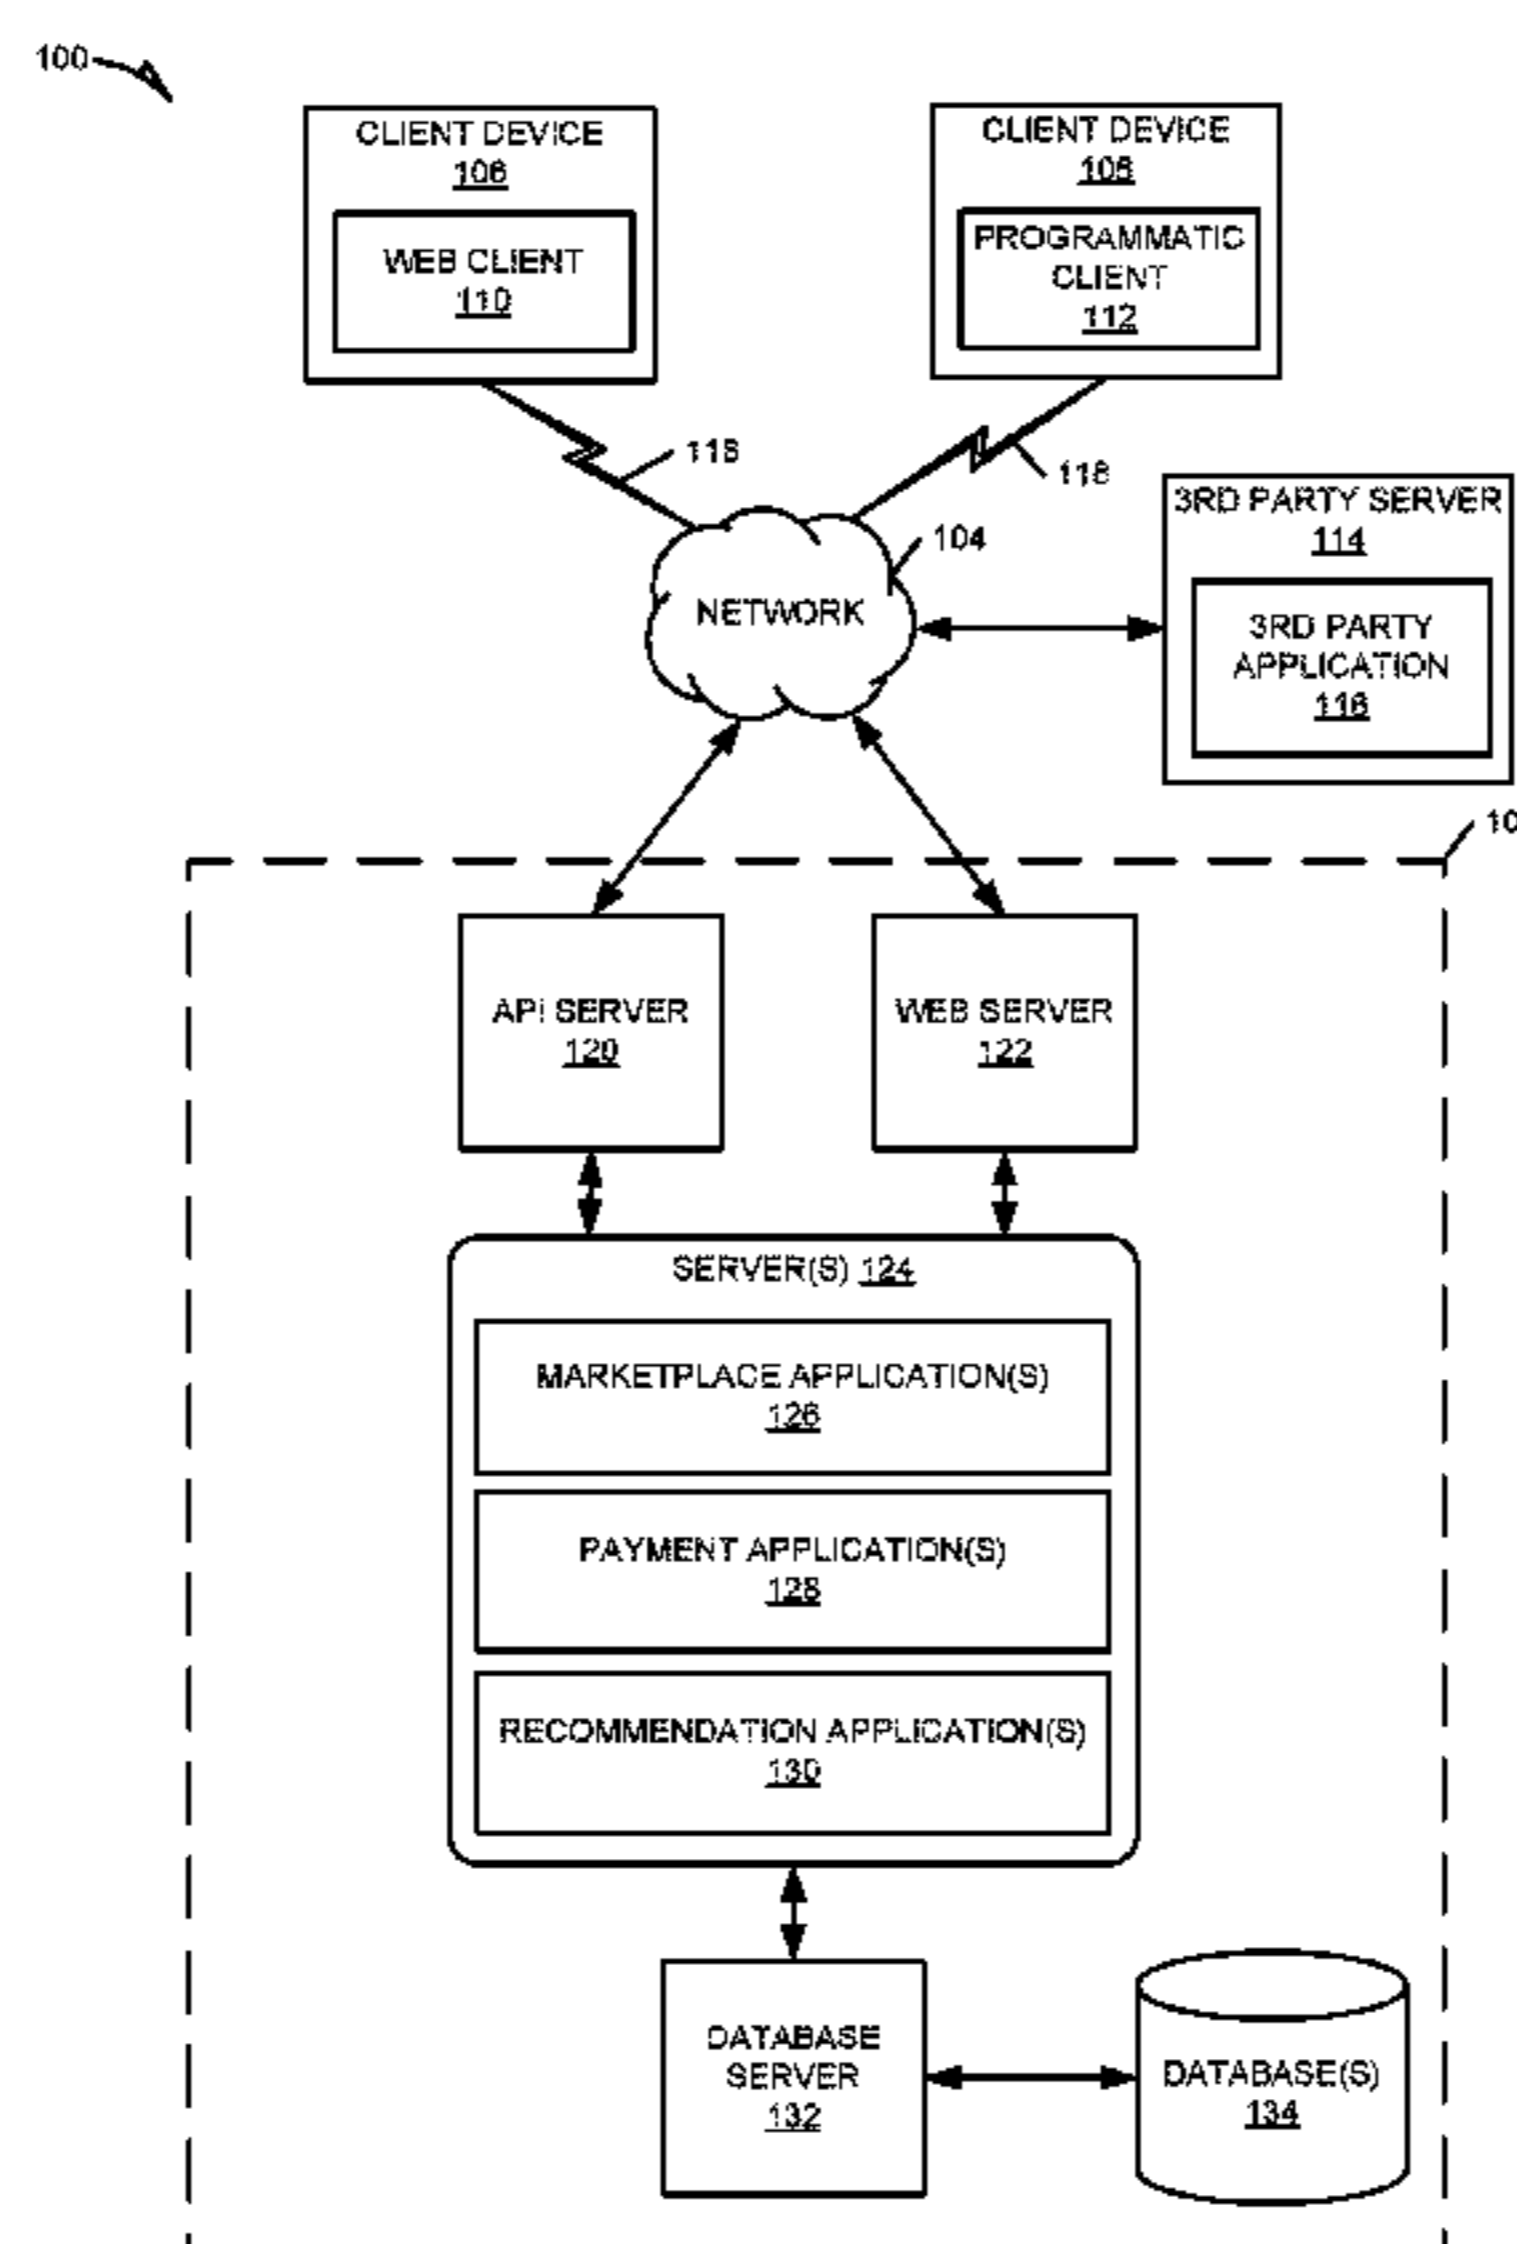 100
CLIENT DEVICE
106
WEB CLIENT
110
CLIENT DEVICE
108
PROGRAMMATIC
CLIENT
112
118
118
104
NETWORK
3RD PARTY SERVER
114
3RD PARTY
APPLICATION
116
10
API SERVER
120
WEB SERVER
122
SERVER(S) 124
MARKETPLACE APPLICATION(S)
126
PAYMENT APPLICATION(S)
128
RECOMMENDATION APPLICATION(S)
130
DATABASE
SERVER
132
DATABASE(S)
134